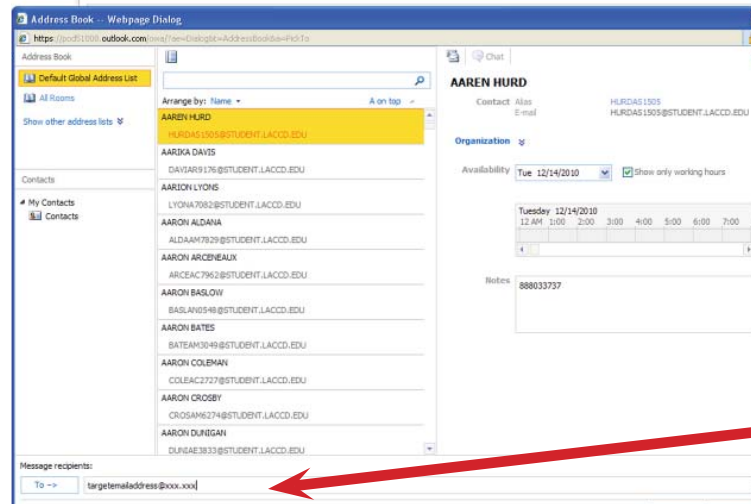 Address Book -- Webpage Dialog
https://pod51000.outlook.com/owa/?ae=Dialog&t=AddressBook&a=PickTo
Address Book
Default Global Address List
All Rooms
Show other address lists
Contacts
My Contacts
Contacts
Arrange by: Name
A on top
AAREN HURD
HURDAS1505@STUDENT.LACCD.EDU
AARIKA DAVIS
DAVIAR9176@STUDENT.LACCD.EDU
AARION LYONS
LYONA7082@STUDENT.LACCD.EDU
AARON ALDANA
ALDAAM7829@STUDENT.LACCD.EDU
AARON ARCENEAUX
ARCEAC7962@STUDENT.LACCD.EDU
AARON BASLOW
BASLAN0548@STUDENT.LACCD.EDU
AARON BATES
BATEAM3049@STUDENT.LACCD.EDU
AARON COLEMAN
COLEAC2727@STUDENT.LACCD.EDU
AARON CROSBY
CROSAM6274@STUDENT.LACCD.EDU
AARON DUNIGAN
DUNIAE3833@STUDENT.LACCD.EDU
Chat
AAREN HURD
Contact Alias HURDAS1505
E-mail HURDAS1505@STUDENT.LACCD.EDU
Organization
Availability Tue 12/14/2010 Show only working hours
Tuesday 12/14/2010
12 AM 1:00 2:00 3:00 4:00 5:00 6:00 7:00
Notes 888033737
Message recipients:
To -> targetemailaddress@xxx.xxx